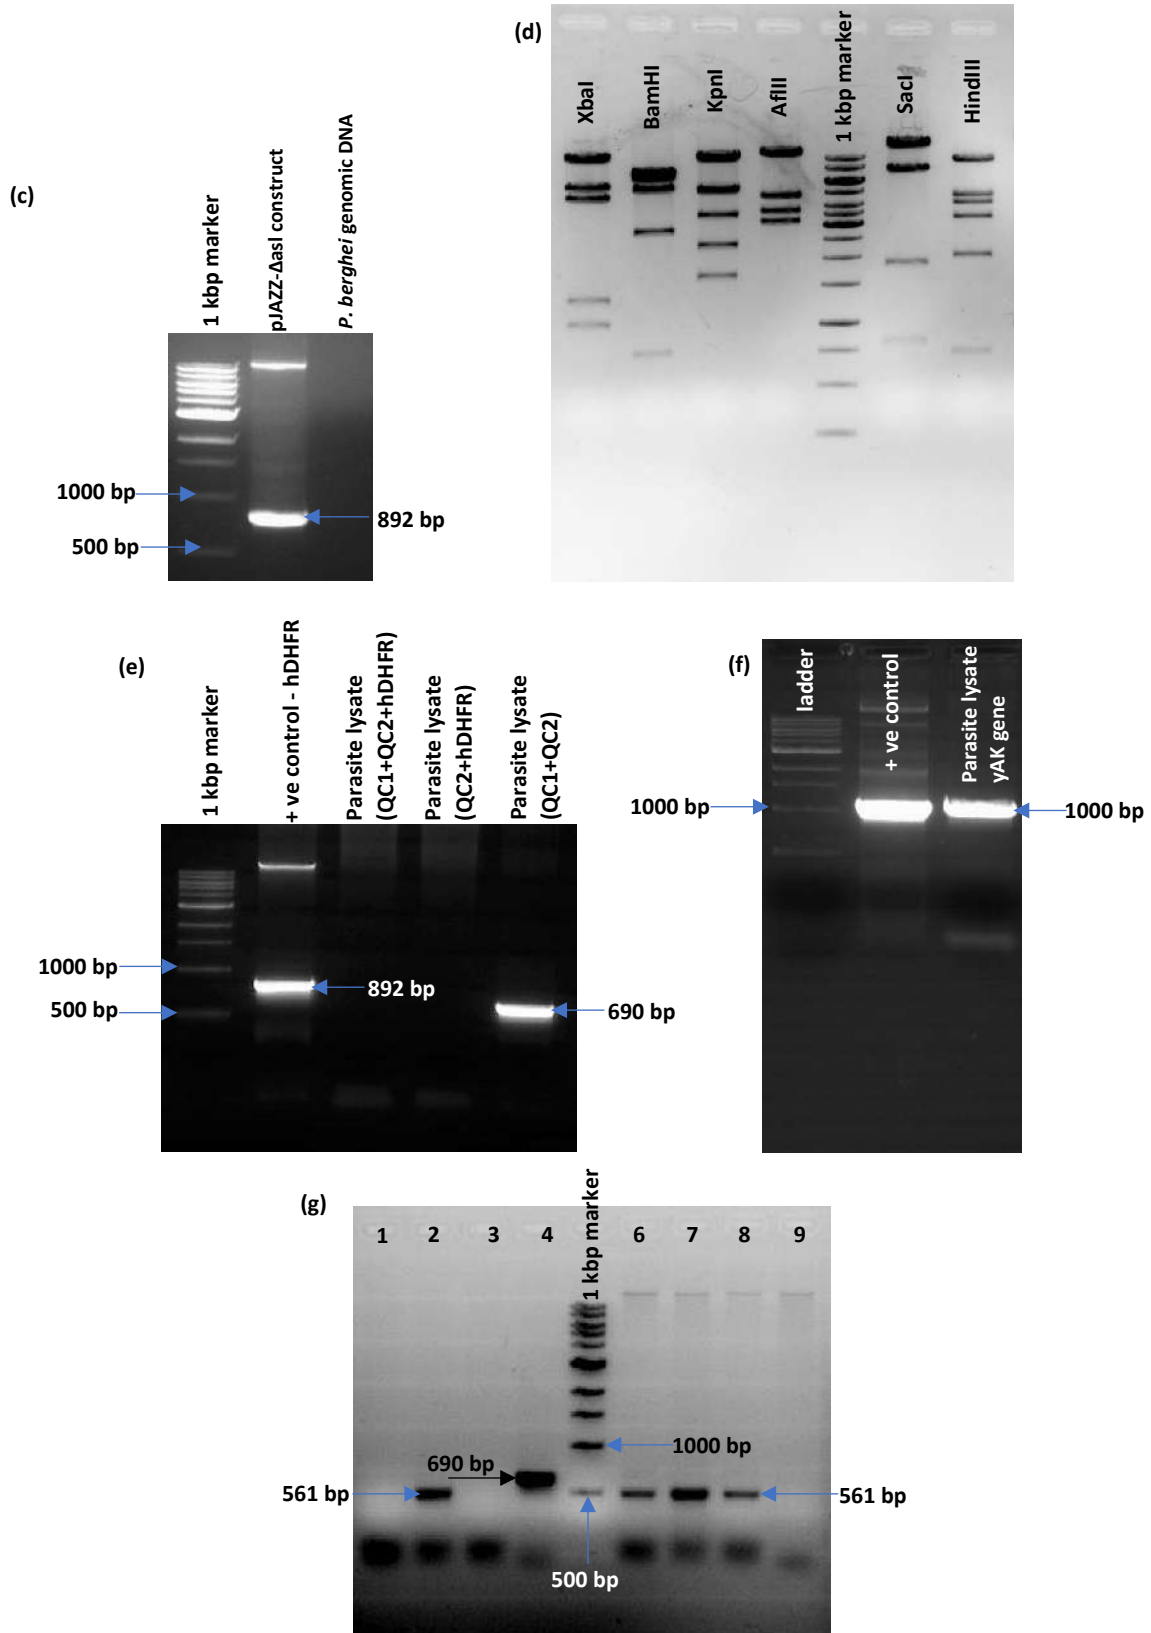 (c)
1 kbp marker
pJAZZ-Δasl construct
P. berghei genomic DNA
1000 bp
500 bp
892 bp
(d)
XbaI
BamHI
KpnI
AflII
1 kbp marker
SacI
HindIII
(e)
1 kbp marker
+ ve control - hDHFR
Parasite lysate
(QC1+QC2+hDHFR)
Parasite lysate
(QC2+hDHFR)
Parasite lysate
(QC1+QC2)
1000 bp
500 bp
892 bp
690 bp
(f)
ladder
+ ve control
Parasite lysate
yAK gene
1000 bp
1000 bp
(g)
1 2 3 4 1 kbp marker 6 7 8 9
1000 bp
690 bp
561 bp
561 bp
500 bp